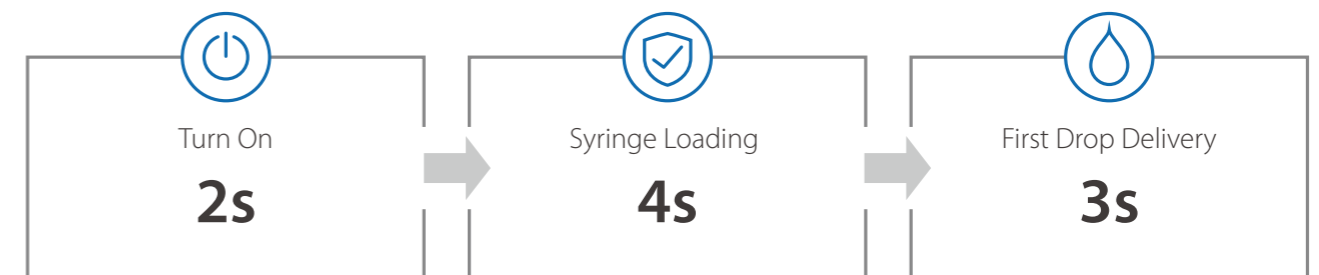 Turn On
2s
Syringe Loading
4s
First Drop Delivery
3s